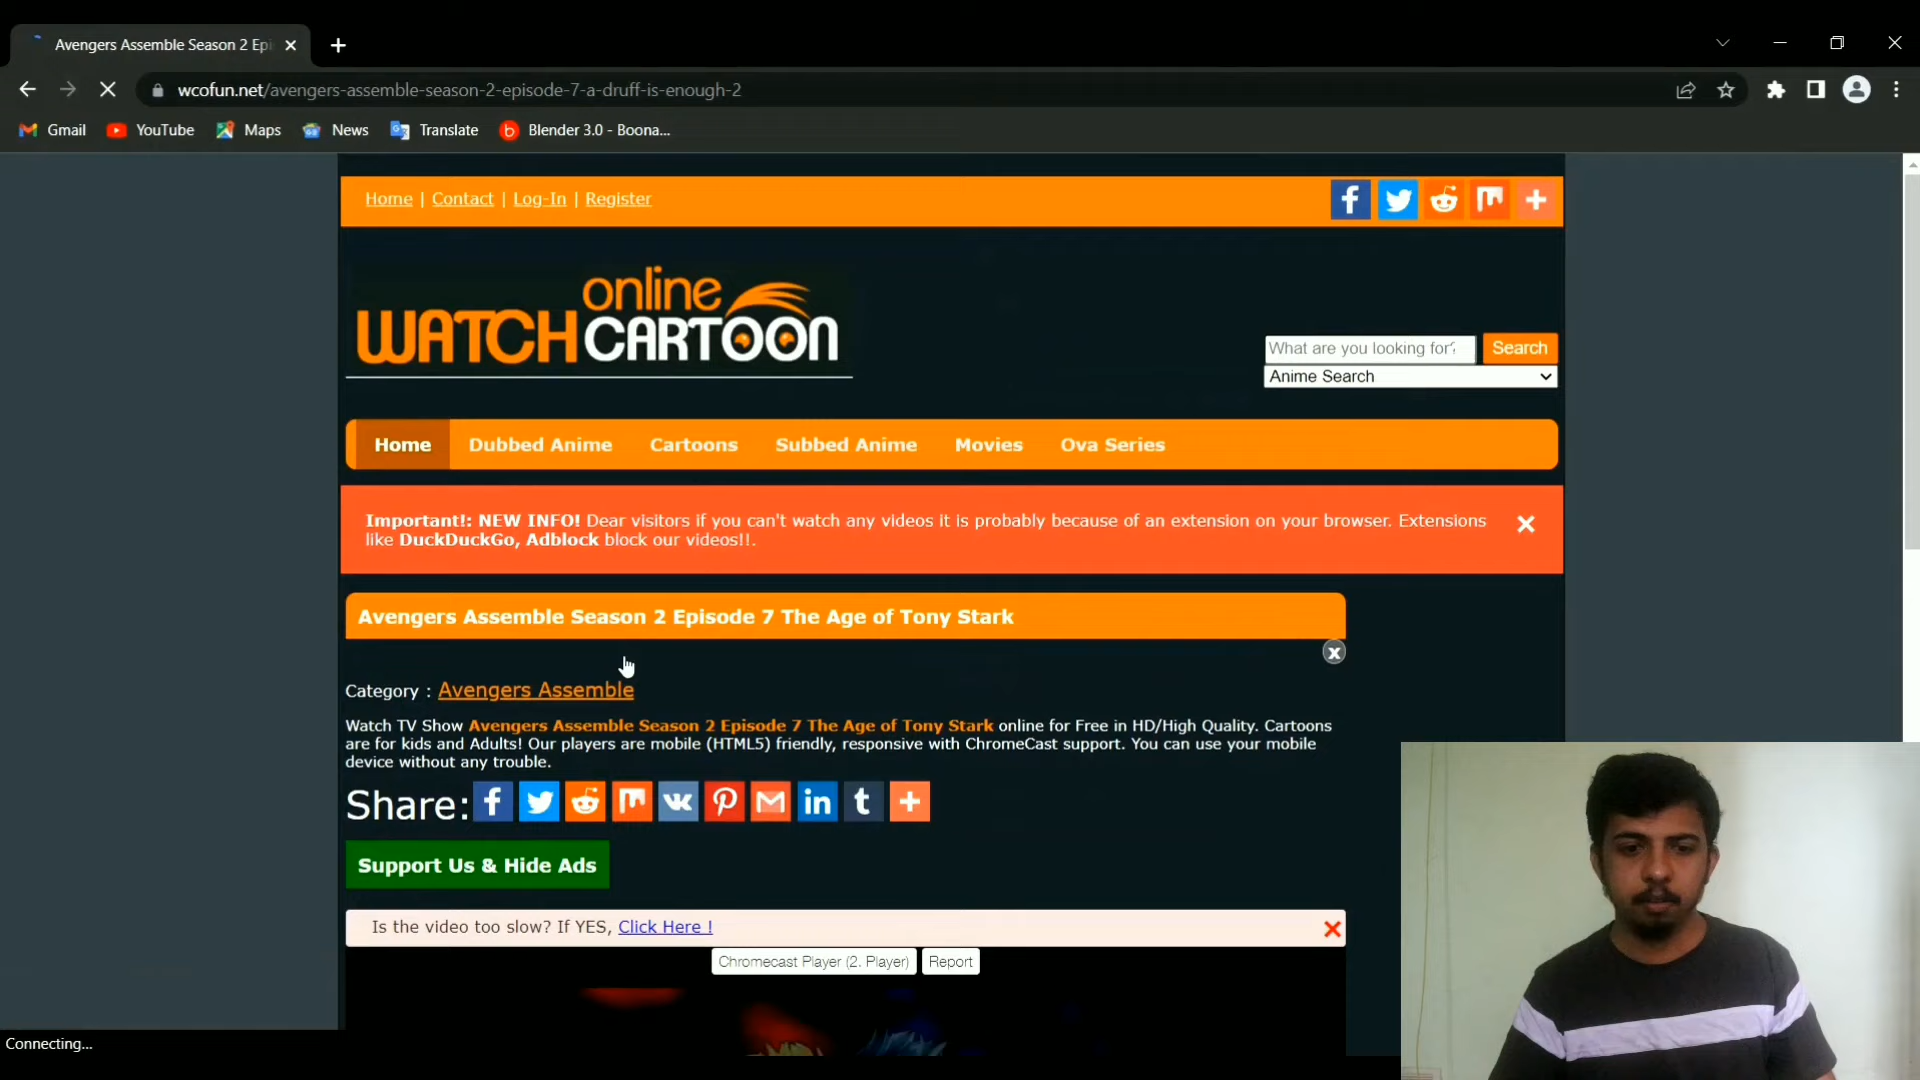 Avengers Assemble Season 2 Epi
wcofun.net/avengers-assemble-season-2-episode-7-a-druff-is-enough-2
Gmail YouTube Maps News Translate Blender 3.0 - Boona...
Home | Contact | Log-In | Register
WATCH online CARTOON
What are you looking for? Search
Anime Search
Home Dubbed Anime Cartoons Subbed Anime Movies Ova Series
Important!: NEW INFO! Dear visitors if you can't watch any videos it is probably because of an extension on your browser. Extensions
like DuckDuckGo, Adblock block our videos!!.
Avengers Assemble Season 2 Episode 7 The Age of Tony Stark
Category : Avengers Assemble
Watch TV Show Avengers Assemble Season 2 Episode 7 The Age of Tony Stark online for Free in HD/High Quality. Cartoons
are for kids and Adults! Our players are mobile (HTML5) friendly, responsive with ChromeCast support. You can use your mobile
device without any trouble.
Share:
Support Us & Hide Ads
Is the video too slow? If YES, Click Here !
Chromecast Player (2. Player) Report
Connecting...